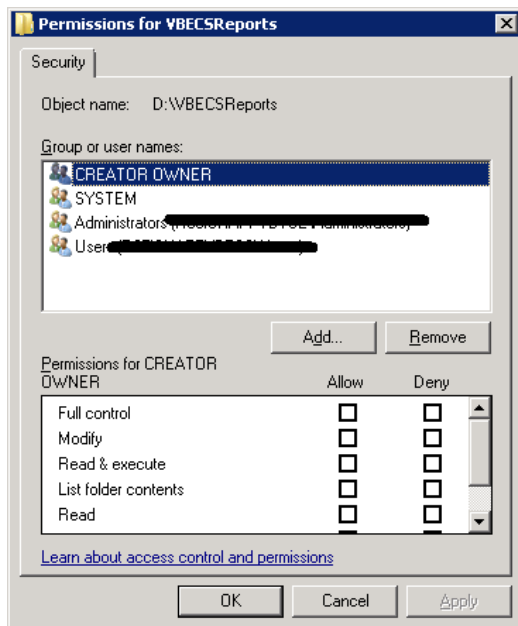 Permissions for VBECSReports
Security
Object name: D:\VBECSReports
Group or user names:
CREATOR OWNER
SYSTEM
Administrators
Users
Add... Remove
Permissions for CREATOR
OWNER Allow Deny
Full control
Modify
Read & execute
List folder contents
Read
Learn about access control and permissions
OK Cancel Apply